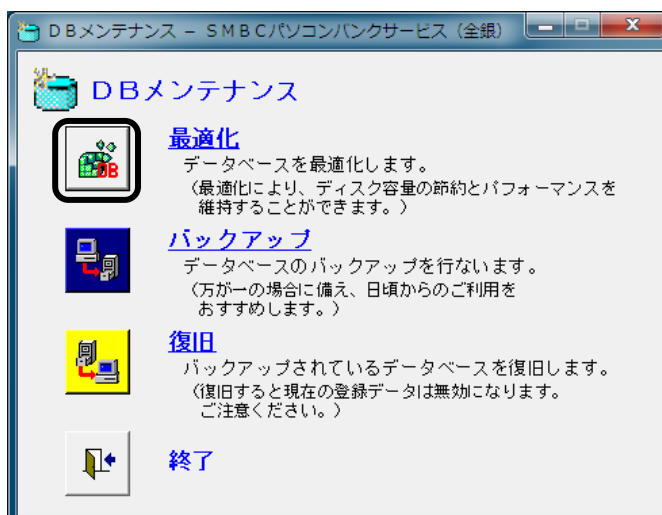 DBメンテナンス － SMBCパソコンバンクサービス（全銀）
DBメンテナンス
最適化
データベースを最適化します。
（最適化により、ディスク容量の節約とパフォーマンスを
維持することができます。）
DB
バックアップ
データベースのバックアップを行ないます。
（万が一の場合に備え、日頃からのご利用を
おすすめします。）
復旧
バックアップされているデータベースを復旧します。
（復旧すると現在の登録データは無効になります。
ご注意ください。）
終了